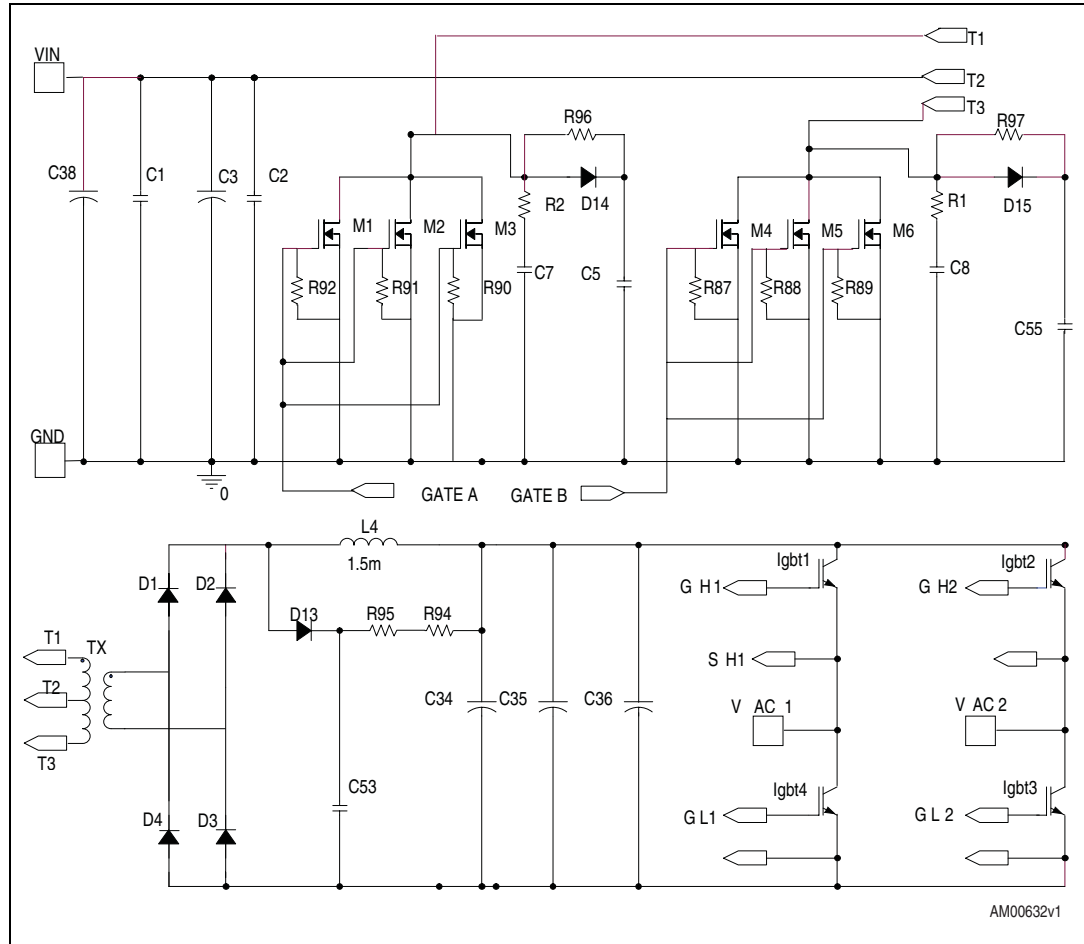 VIN
T1
T2
T3
R96
R97
C38
C1
C3
C2
R2
D14
R1
D15
M1
M2
M3
M4
M5
M6
C7
C5
C8
R92
R91
R90
R87
R88
R89
C55
GND
0
GATE A
GATE B
L4
1.5m
Igbt1
Igbt2
D1
D2
G H1
G H2
D13
R95
R94
T1
TX
S H1
T2
C34
C35
C36
V AC 1
V AC 2
T3
C53
Igbt4
Igbt3
D4
D3
G L1
G L 2
AM00632v1